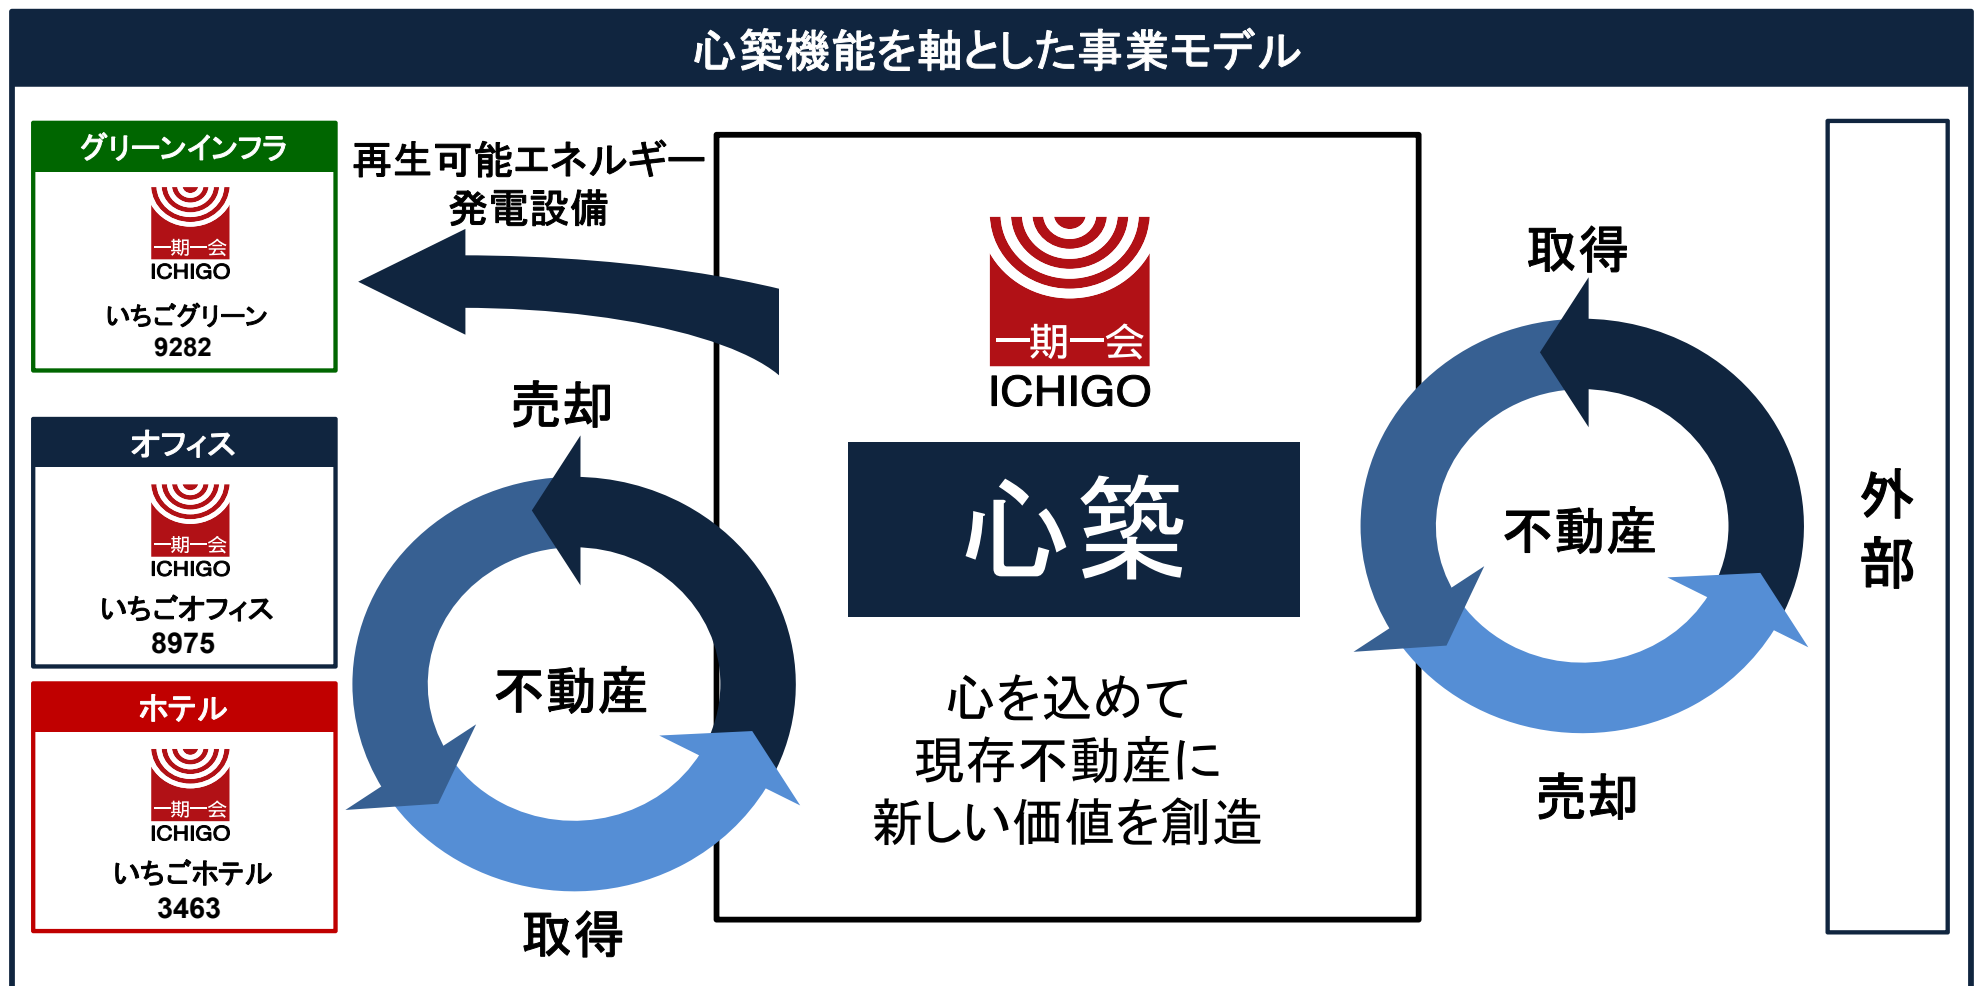 心築機能を軸とした事業モデル
グリーンインフラ
一期一会
ICHIGO
いちごグリーン
9282
オフィス
一期一会
ICHIGO
いちごオフィス
8975
ホテル
一期一会
ICHIGO
いちごホテル
3463
再生可能エネルギー
発電設備
売却
不動産
取得
一期一会
ICHIGO
心築
心を込めて
現存不動産に
新しい価値を創造
取得
不動産
売却
外
部